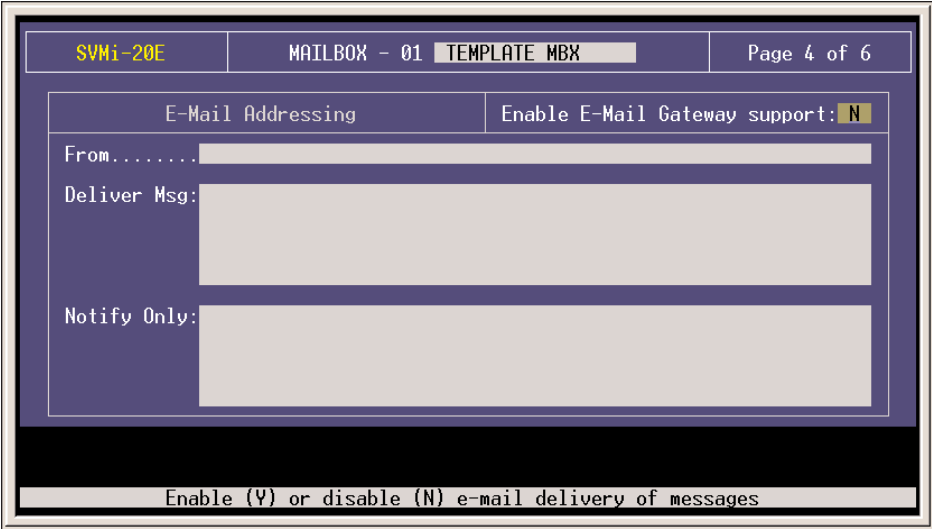 SVMi-20E MAILBOX - 01 TEMPLATE MBX Page 4 of 6
E-Mail Addressing Enable E-Mail Gateway support: N
From........
Deliver Msg:
Notify Only:
Enable (Y) or disable (N) e-mail delivery of messages